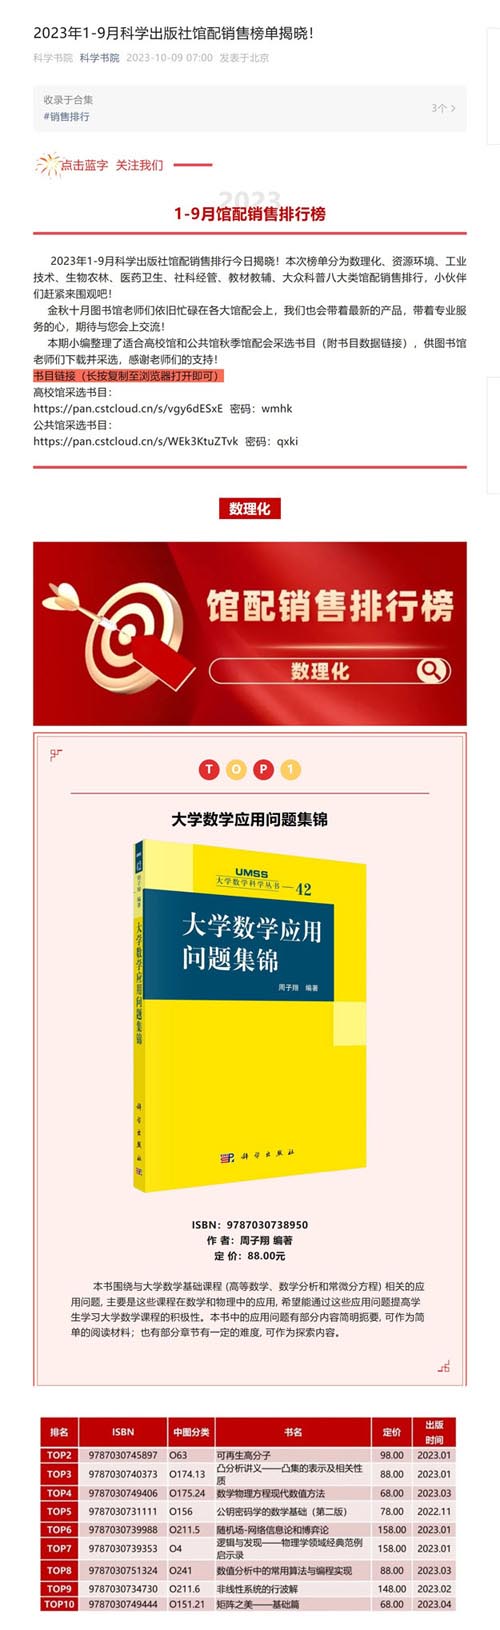 2023年1-9月科学出版社馆配销售榜单揭晓！
科学书院 科学书院 2023-10-09 07:00 发表于北京
收录于合集
#销售排行
3个
点击蓝字 关注我们
2023
1-9月馆配销售排行榜
2023年1-9月科学出版社馆配销售排行今日揭晓！本次榜单分为数理化、资源环境、工业
技术、生物农林、医药卫生、社科经管、教材教辅、大众科普八大类馆配销售排行，小伙伴
们赶紧来围观吧！
金秋十月图书馆老师们依旧忙碌在各大馆配会上，我们也会带着最新的产品，带着专业服
务的心，期待与您会上交流！
本期小编整理了适合高校馆和公共馆秋季馆配会采选书目（附书目数据链接），供图书馆
老师们下载并采选，感谢老师们的支持！
书目链接（长按复制至浏览器打开即可）
高校馆采选书目：
https://pan.cstcloud.cn/s/vgy6dESxE 密码：wmhk
公共馆采选书目：
https://pan.cstcloud.cn/s/WEk3KtuZTvk 密码：qxki
数理化
馆配销售排行榜
数理化
TOP1
大学数学应用问题集锦
UMSS
大学数学科学丛书—42
大学数学应用
问题集锦
周子翔 编著
科学出版社
UMSS
42
周子翔 编著
大学数学应用问题集锦
科学出版社
ISBN：9787030738950
作 者：周子翔 编著
定 价：88.00元
本书围绕与大学数学基础课程 (高等数学、数学分析和常微分方程) 相关的应
用问题, 主要是这些课程在数学和物理中的应用, 希望能通过这些应用问题提高学
生学习大学数学课程的积极性。本书中的应用问题有部分内容简明扼要, 可作为简
单的阅读材料；也有部分章节有一定的难度, 可作为探索内容。
排名 ISBN 中图分类 书名 定价 出版时间
TOP2 9787030745897 O63 可再生高分子 98.00 2023.01
TOP3 9787030740373 O174.13 凸分析讲义——凸集的表示及相关性质 88.00 2023.01
TOP4 9787030749406 O175.24 数学物理方程现代数值方法 68.00 2023.03
TOP5 9787030731111 O156 公钥密码学的数学基础（第二版） 78.00 2022.11
TOP6 9787030739988 O211.5 随机场-网络信息论和博弈论 158.00 2023.01
TOP7 9787030739353 O4 逻辑与发现——物理学领域经典范例启示录 158.00 2023.01
TOP8 9787030751324 O241 数值分析中的常用算法与编程实现 88.00 2023.03
TOP9 9787030734730 O211.6 非线性系统的行波解 148.00 2023.02
TOP10 9787030749444 O151.21 矩阵之美——基础篇 68.00 2023.04